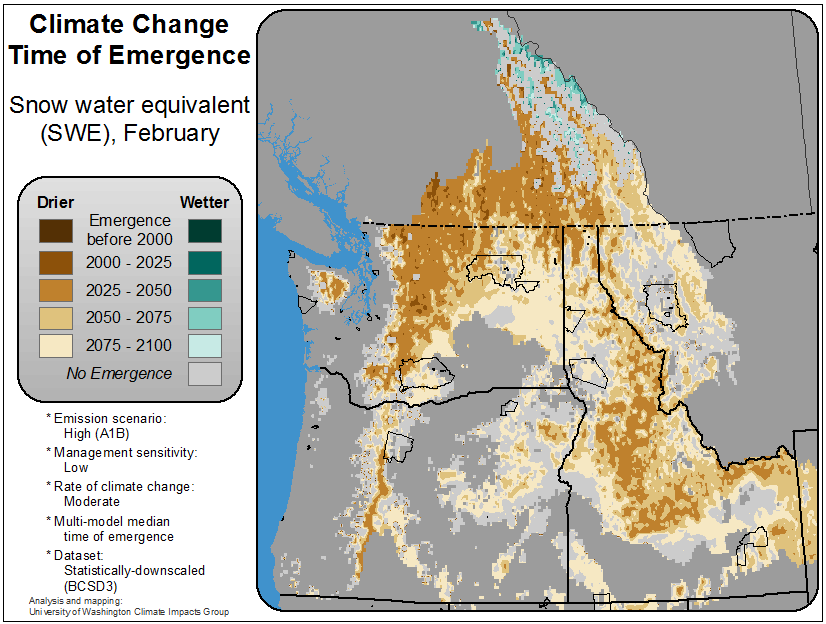 Climate Change
Time of Emergence
Snow water equivalent
(SWE), February
Drier
Wetter
Emergence
before 2000
2000 - 2025
2025 - 2050
2050 - 2075
2075 - 2100
No Emergence
* Emission scenario:
High (A1B)
* Management sensitivity:
Low
* Rate of climate change:
Moderate
* Multi-model median
time of emergence
* Dataset:
Statistically-downscaled
(BCSD3)
Analysis and mapping:
University of Washington Climate Impacts Group